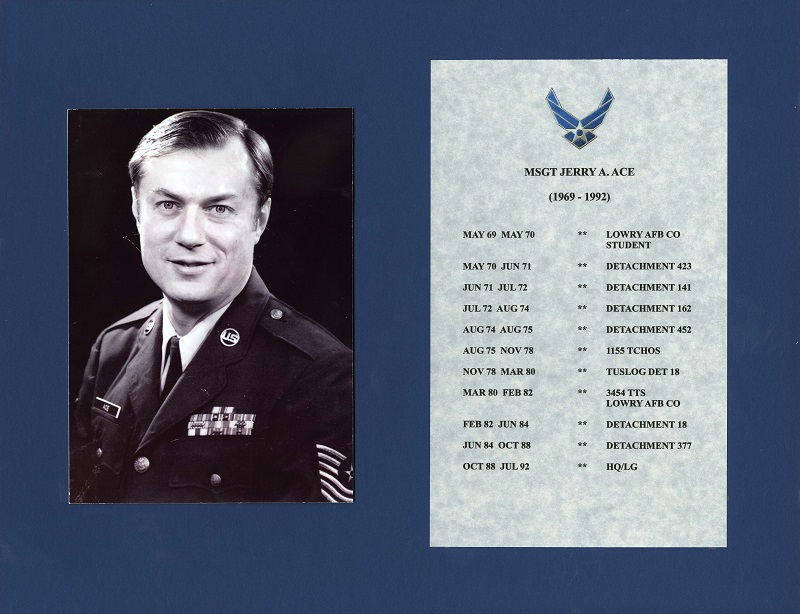 MSGT JERRY A. ACE
(1969 - 1992)
MAY 69 MAY 70 ** LOWRY AFB CO
STUDENT
MAY 70 JUN 71 ** DETACHMENT 423
JUN 71 JUL 72 ** DETACHMENT 141
JUL 72 AUG 74 ** DETACHMENT 162
AUG 74 AUG 75 ** DETACHMENT 452
AUG 75 NOV 78 ** 1155 TCHOS
NOV 78 MAR 80 ** TUSLOG DET 18
MAR 80 FEB 82 ** 3454 TTS
LOWRY AFB CO
FEB 82 JUN 84 ** DETACHMENT 18
JUN 84 OCT 88 ** DETACHMENT 377
OCT 88 JUL 92 ** HQ/LG
US
ACE